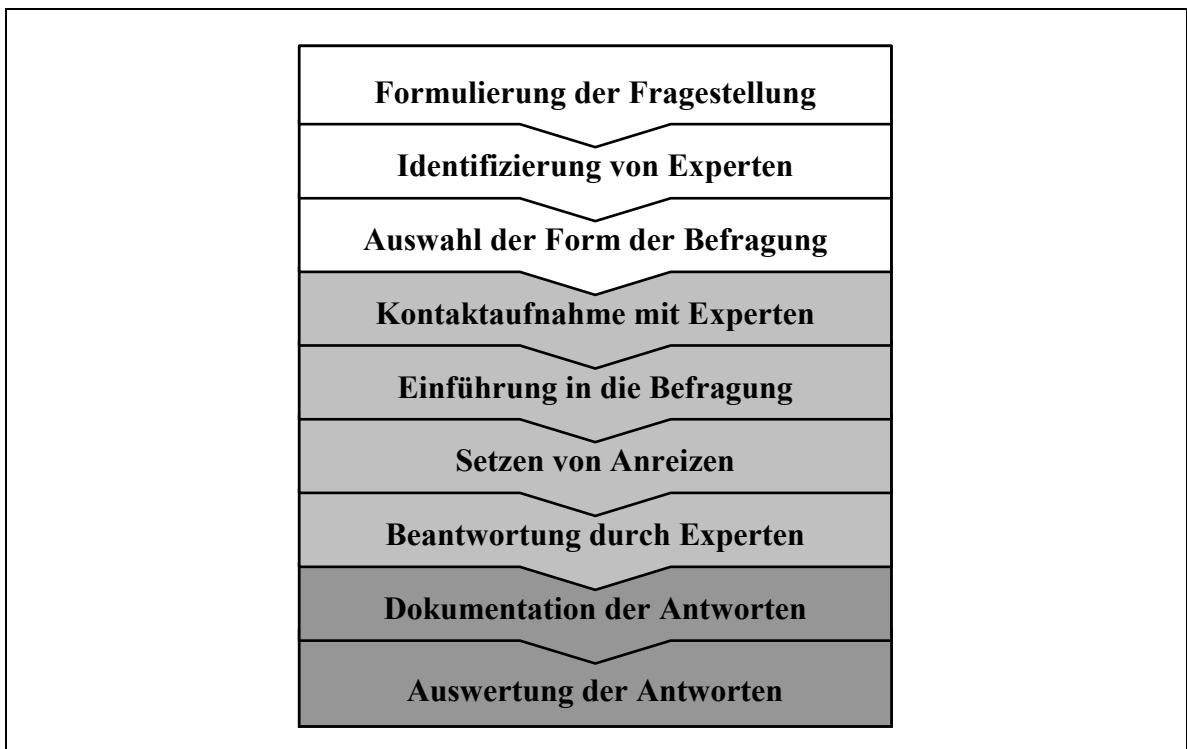 Formulierung der Fragestellung
Identifizierung von Experten
Auswahl der Form der Befragung
Kontaktaufnahme mit Experten
Einführung in die Befragung
Setzen von Anreizen
Beantwortung durch Experten
Dokumentation der Antworten
Auswertung der Antworten